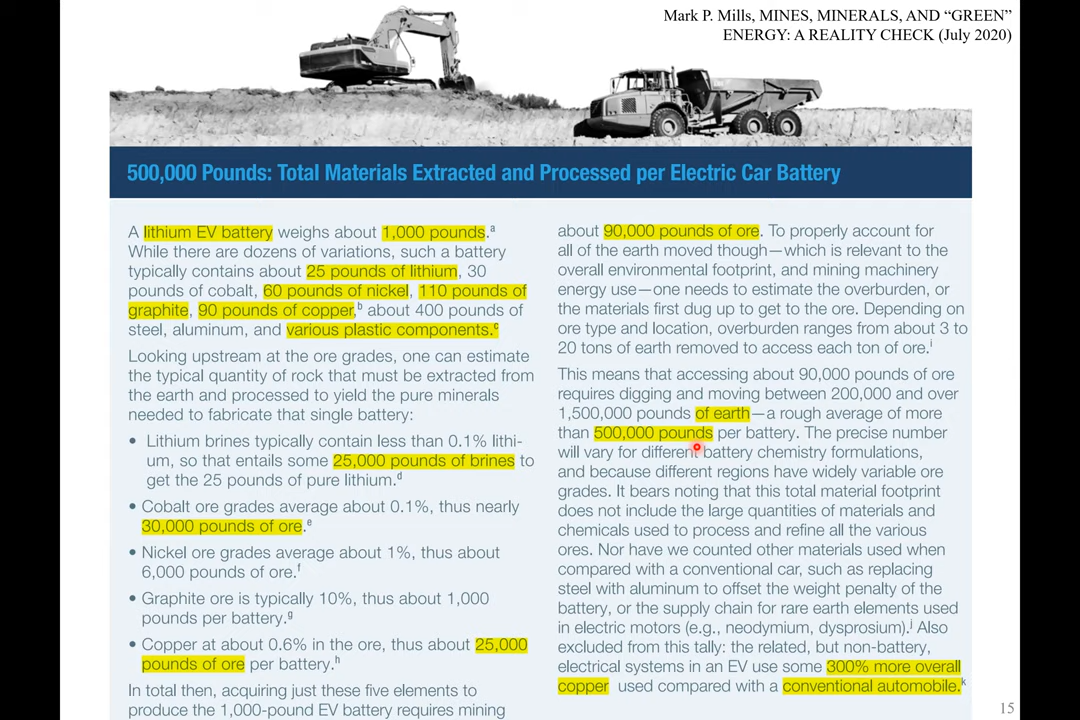 Mark P. Mills, MINES, MINERALS, AND “GREEN”
ENERGY: A REALITY CHECK (July 2020)
500,000 Pounds: Total Materials Extracted and Processed per Electric Car Battery
A lithium EV battery weighs about 1,000 pounds.a
While there are dozens of variations, such a battery
typically contains about 25 pounds of lithium, 30
pounds of cobalt, 60 pounds of nickel, 110 pounds of
graphite, 90 pounds of copper,b about 400 pounds of
steel, aluminum, and various plastic components.c
Looking upstream at the ore grades, one can estimate
the typical quantity of rock that must be extracted from
the earth and processed to yield the pure minerals
needed to fabricate that single battery:
• Lithium brines typically contain less than 0.1% lithi-
um, so that entails some 25,000 pounds of brines to
get the 25 pounds of pure lithium.d
• Cobalt ore grades average about 0.1%, thus nearly
30,000 pounds of ore.e
• Nickel ore grades average about 1%, thus about
6,000 pounds of ore.f
• Graphite ore is typically 10%, thus about 1,000
pounds per battery.g
• Copper at about 0.6% in the ore, thus about 25,000
pounds of ore per battery.h
In total then, acquiring just these five elements to
produce the 1,000-pound EV battery requires mining
about 90,000 pounds of ore. To properly account for
all of the earth moved though—which is relevant to the
overall environmental footprint, and mining machinery
energy use—one needs to estimate the overburden, or
the materials first dug up to get to the ore. Depending on
ore type and location, overburden ranges from about 3 to
20 tons of earth removed to access each ton of ore.i
This means that accessing about 90,000 pounds of ore
requires digging and moving between 200,000 and over
1,500,000 pounds of earth—a rough average of more
than 500,000 pounds per battery. The precise number
will vary for different battery chemistry formulations,
and because different regions have widely variable ore
grades. It bears noting that this total material footprint
does not include the large quantities of materials and
chemicals used to process and refine all the various
ores. Nor have we counted other materials used when
compared with a conventional car, such as replacing
steel with aluminum to offset the weight penalty of the
battery, or the supply chain for rare earth elements used
in electric motors (e.g., neodymium, dysprosium).j Also
excluded from this tally: the related, but non-battery,
electrical systems in an EV use some 300% more overall
copper used compared with a conventional automobile.k
15